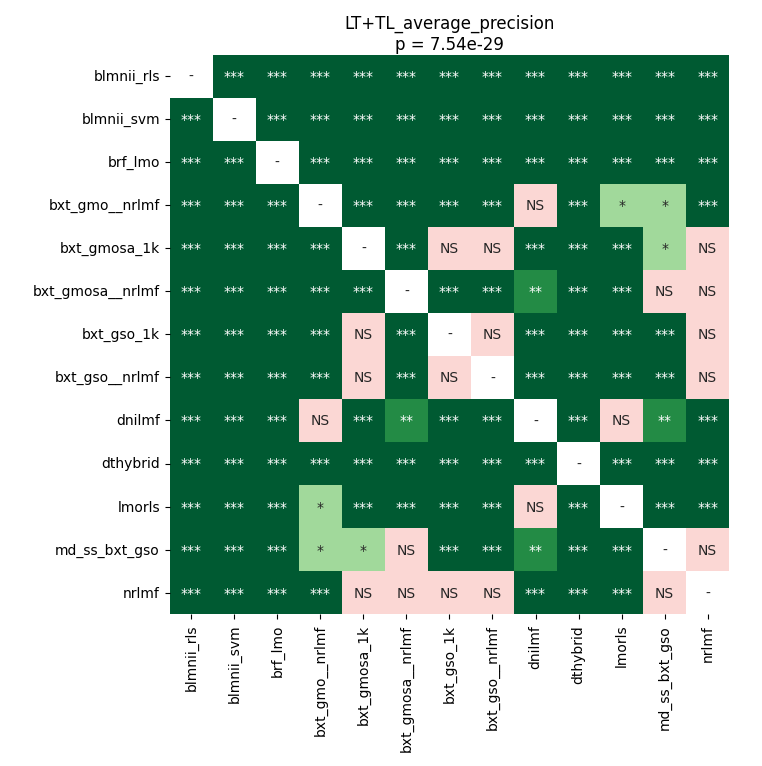 LT+TL_average_precision
p = 7.54e-29
blmnii_rls - *** *** *** *** *** *** *** *** *** *** *** ***
blmnii_svm *** - *** *** *** *** *** *** *** *** *** *** ***
brf_lmo *** *** - *** *** *** *** *** *** *** *** *** ***
bxt_gmo__nrlmf *** *** *** - *** *** *** *** NS *** * * ***
bxt_gmosa_1k *** *** *** *** - *** NS NS *** *** *** * NS
bxt_gmosa__nrlmf *** *** *** *** *** - *** *** ** *** *** NS NS
bxt_gso_1k *** *** *** *** NS *** - NS *** *** *** *** NS
bxt_gso__nrlmf *** *** *** *** NS *** NS - *** *** *** *** NS
dnilmf *** *** *** NS *** ** *** *** - *** NS ** ***
dthybrid *** *** *** *** *** *** *** *** *** - *** *** ***
lmorls *** *** *** * *** *** *** *** NS *** - *** ***
md_ss_bxt_gso *** *** *** * * NS *** *** ** *** *** - NS
nrlmf *** *** *** *** NS NS NS NS *** *** *** NS -
blmnii_rls
blmnii_svm
brf_lmo
bxt_gmo__nrlmf
bxt_gmosa_1k
bxt_gmosa__nrlmf
bxt_gso_1k
bxt_gso__nrlmf
dnilmf
dthybrid
lmorls
md_ss_bxt_gso
nrlmf